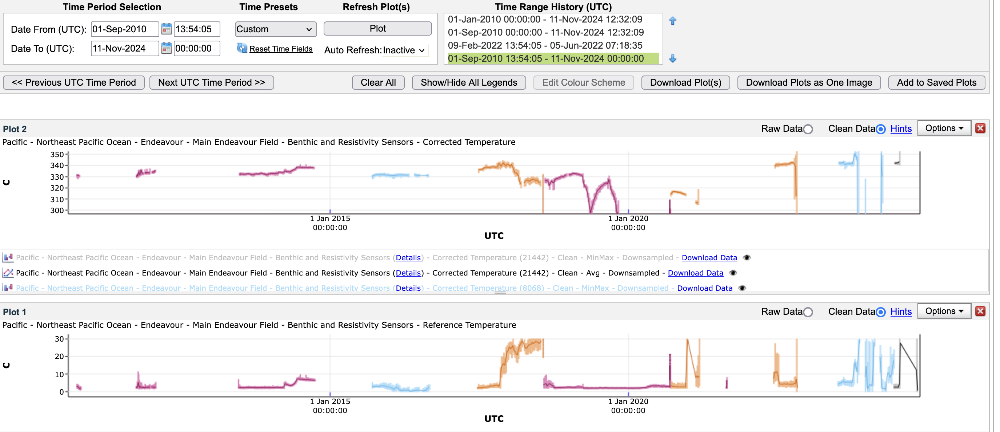 Time Period Selection Time Presets Refresh Plot(s) Time Range History (UTC)
01-Jan-2010 00:00:00 - 11-Nov-2024 12:32:09
Date From (UTC): 01-Sep-2010 13:54:05 Custom Plot
01-Sep-2010 00:00:00 - 11-Nov-2024 12:32:09
09-Feb-2022 13:54:05 - 05-Jun-2022 07:18:35
Date To (UTC): 11-Nov-2024 00:00:00 Reset Time Fields Auto Refresh: Inactive
01-Sep-2010 13:54:05 - 11-Nov-2024 00:00:00
<< Previous UTC Time Period Next UTC Time Period >> Clear All Show/Hide All Legends Edit Colour Scheme Download Plot(s) Download Plots as One Image Add to Saved Plots
Plot 2 Raw Data Clean Data Hints Options
Pacific - Northeast Pacific Ocean - Endeavour - Main Endeavour Field - Benthic and Resistivity Sensors - Corrected Temperature
350
340
330
C
320
310
300
1 Jan 2015 1 Jan 2020
00:00:00 00:00:00
UTC
Pacific - Northeast Pacific Ocean - Endeavour - Main Endeavour Field - Benthic and Resistivity Sensors (Details) - Corrected Temperature (21442) - Clean - MinMax - Downsampled - Download Data
Pacific - Northeast Pacific Ocean - Endeavour - Main Endeavour Field - Benthic and Resistivity Sensors (Details) - Corrected Temperature (21442) - Clean - Avg - Downsampled - Download Data
Pacific - Northeast Pacific Ocean - Endeavour - Main Endeavour Field - Benthic and Resistivity Sensors (Details) - Corrected Temperature (8068) - Clean - MinMax - Downsampled - Download Data
Plot 1 Raw Data Clean Data Hints Options
Pacific - Northeast Pacific Ocean - Endeavour - Main Endeavour Field - Benthic and Resistivity Sensors - Reference Temperature
30
20
C
10
0
1 Jan 2015 1 Jan 2020
00:00:00 00:00:00
UTC